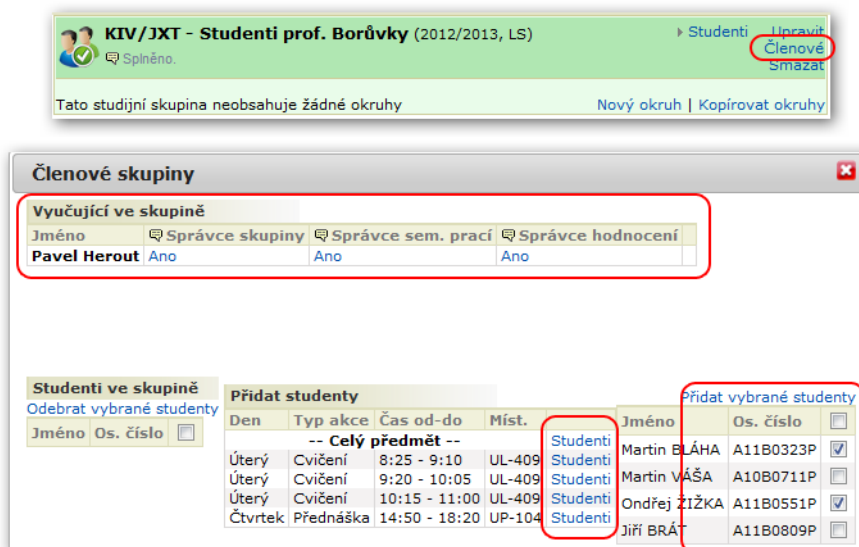 KIV/JXT - Studenti prof. Borůvky (2012/2013, LS)
Studenti Upravit
Členové
Smazat
Splněno.
Tato studijní skupina neobsahuje žádné okruhy
Nový okruh | Kopírovat okruhy
Členové skupiny
Vyučující ve skupině
Jméno Správce skupiny Správce sem. prací Správce hodnocení
Pavel Herout Ano Ano Ano
Studenti ve skupině
Odebrat vybrané studenty
Jméno Os. číslo
Přidat studenty
Den Typ akce Čas od-do Míst.
-- Celý předmět -- Studenti
Úterý Cvičení 8:25 - 9:10 UL-409 Studenti
Úterý Cvičení 9:20 - 10:05 UL-409 Studenti
Úterý Cvičení 10:15 - 11:00 UL-409 Studenti
Čtvrtek Přednáška 14:50 - 18:20 UP-104 Studenti
Přidat vybrané studenty
Jméno Os. číslo
Martin BLÁHA A11B0323P
Martin VÁŠA A10B0711P
Ondřej ŽIŽKA A11B0551P
Jiří BRÁT A11B0809P